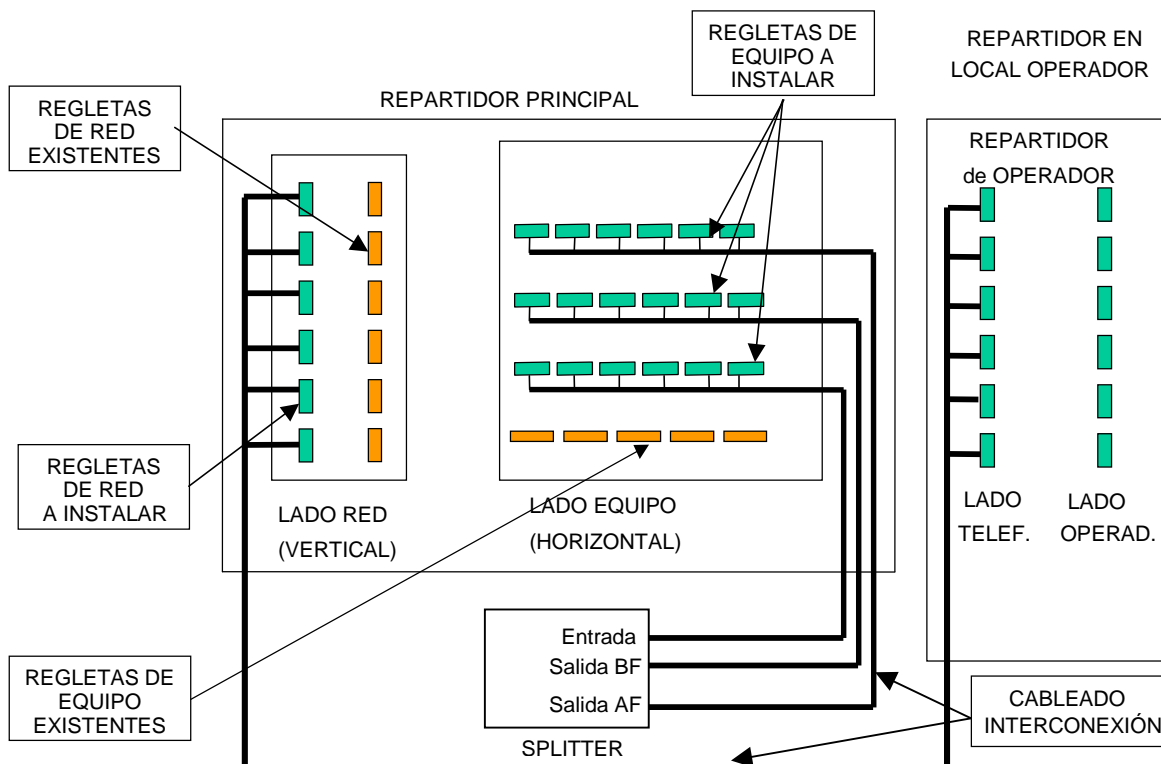 REGLETAS DE
EQUIPO A
INSTALAR
REPARTIDOR EN
LOCAL OPERADOR
REGLETAS
DE RED
EXISTENTES
REPARTIDOR PRINCIPAL
REPARTIDOR
de OPERADOR
REGLETAS
DE RED
A INSTALAR
LADO RED
(VERTICAL)
LADO EQUIPO
(HORIZONTAL)
LADO
TELEF.
LADO
OPERAD.
REGLETAS DE
EQUIPO
EXISTENTES
Entrada
Salida BF
Salida AF
SPLITTER
CABLEADO
INTERCONEXIÓN